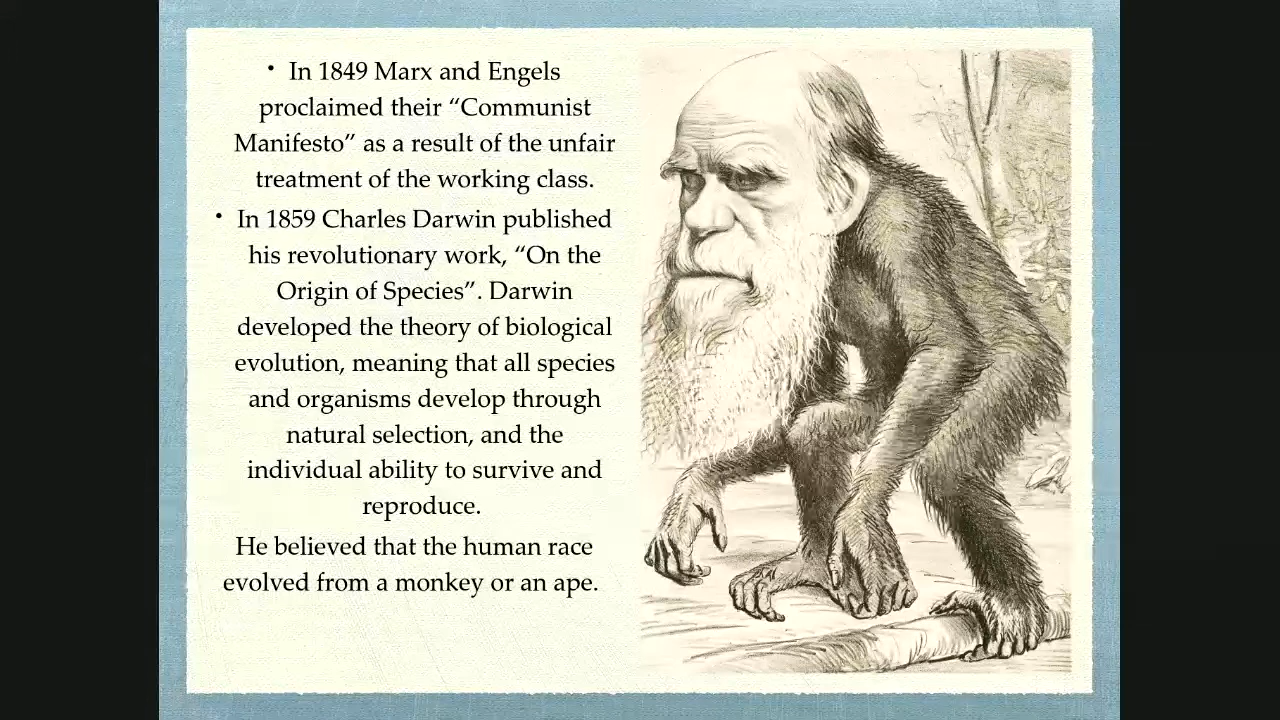 • In 1849 Marx and Engels
proclaimed their “Communist
Manifesto” as a result of the unfair
treatment of the working class.
• In 1859 Charles Darwin published
his revolutionary work, “On the
Origin of Species”. Darwin
developed the theory of biological
evolution, meaning that all species
and organisms develop through
natural selection, and the
individual ability to survive and
reproduce.
He believed that the human race
evolved from a monkey or an ape.